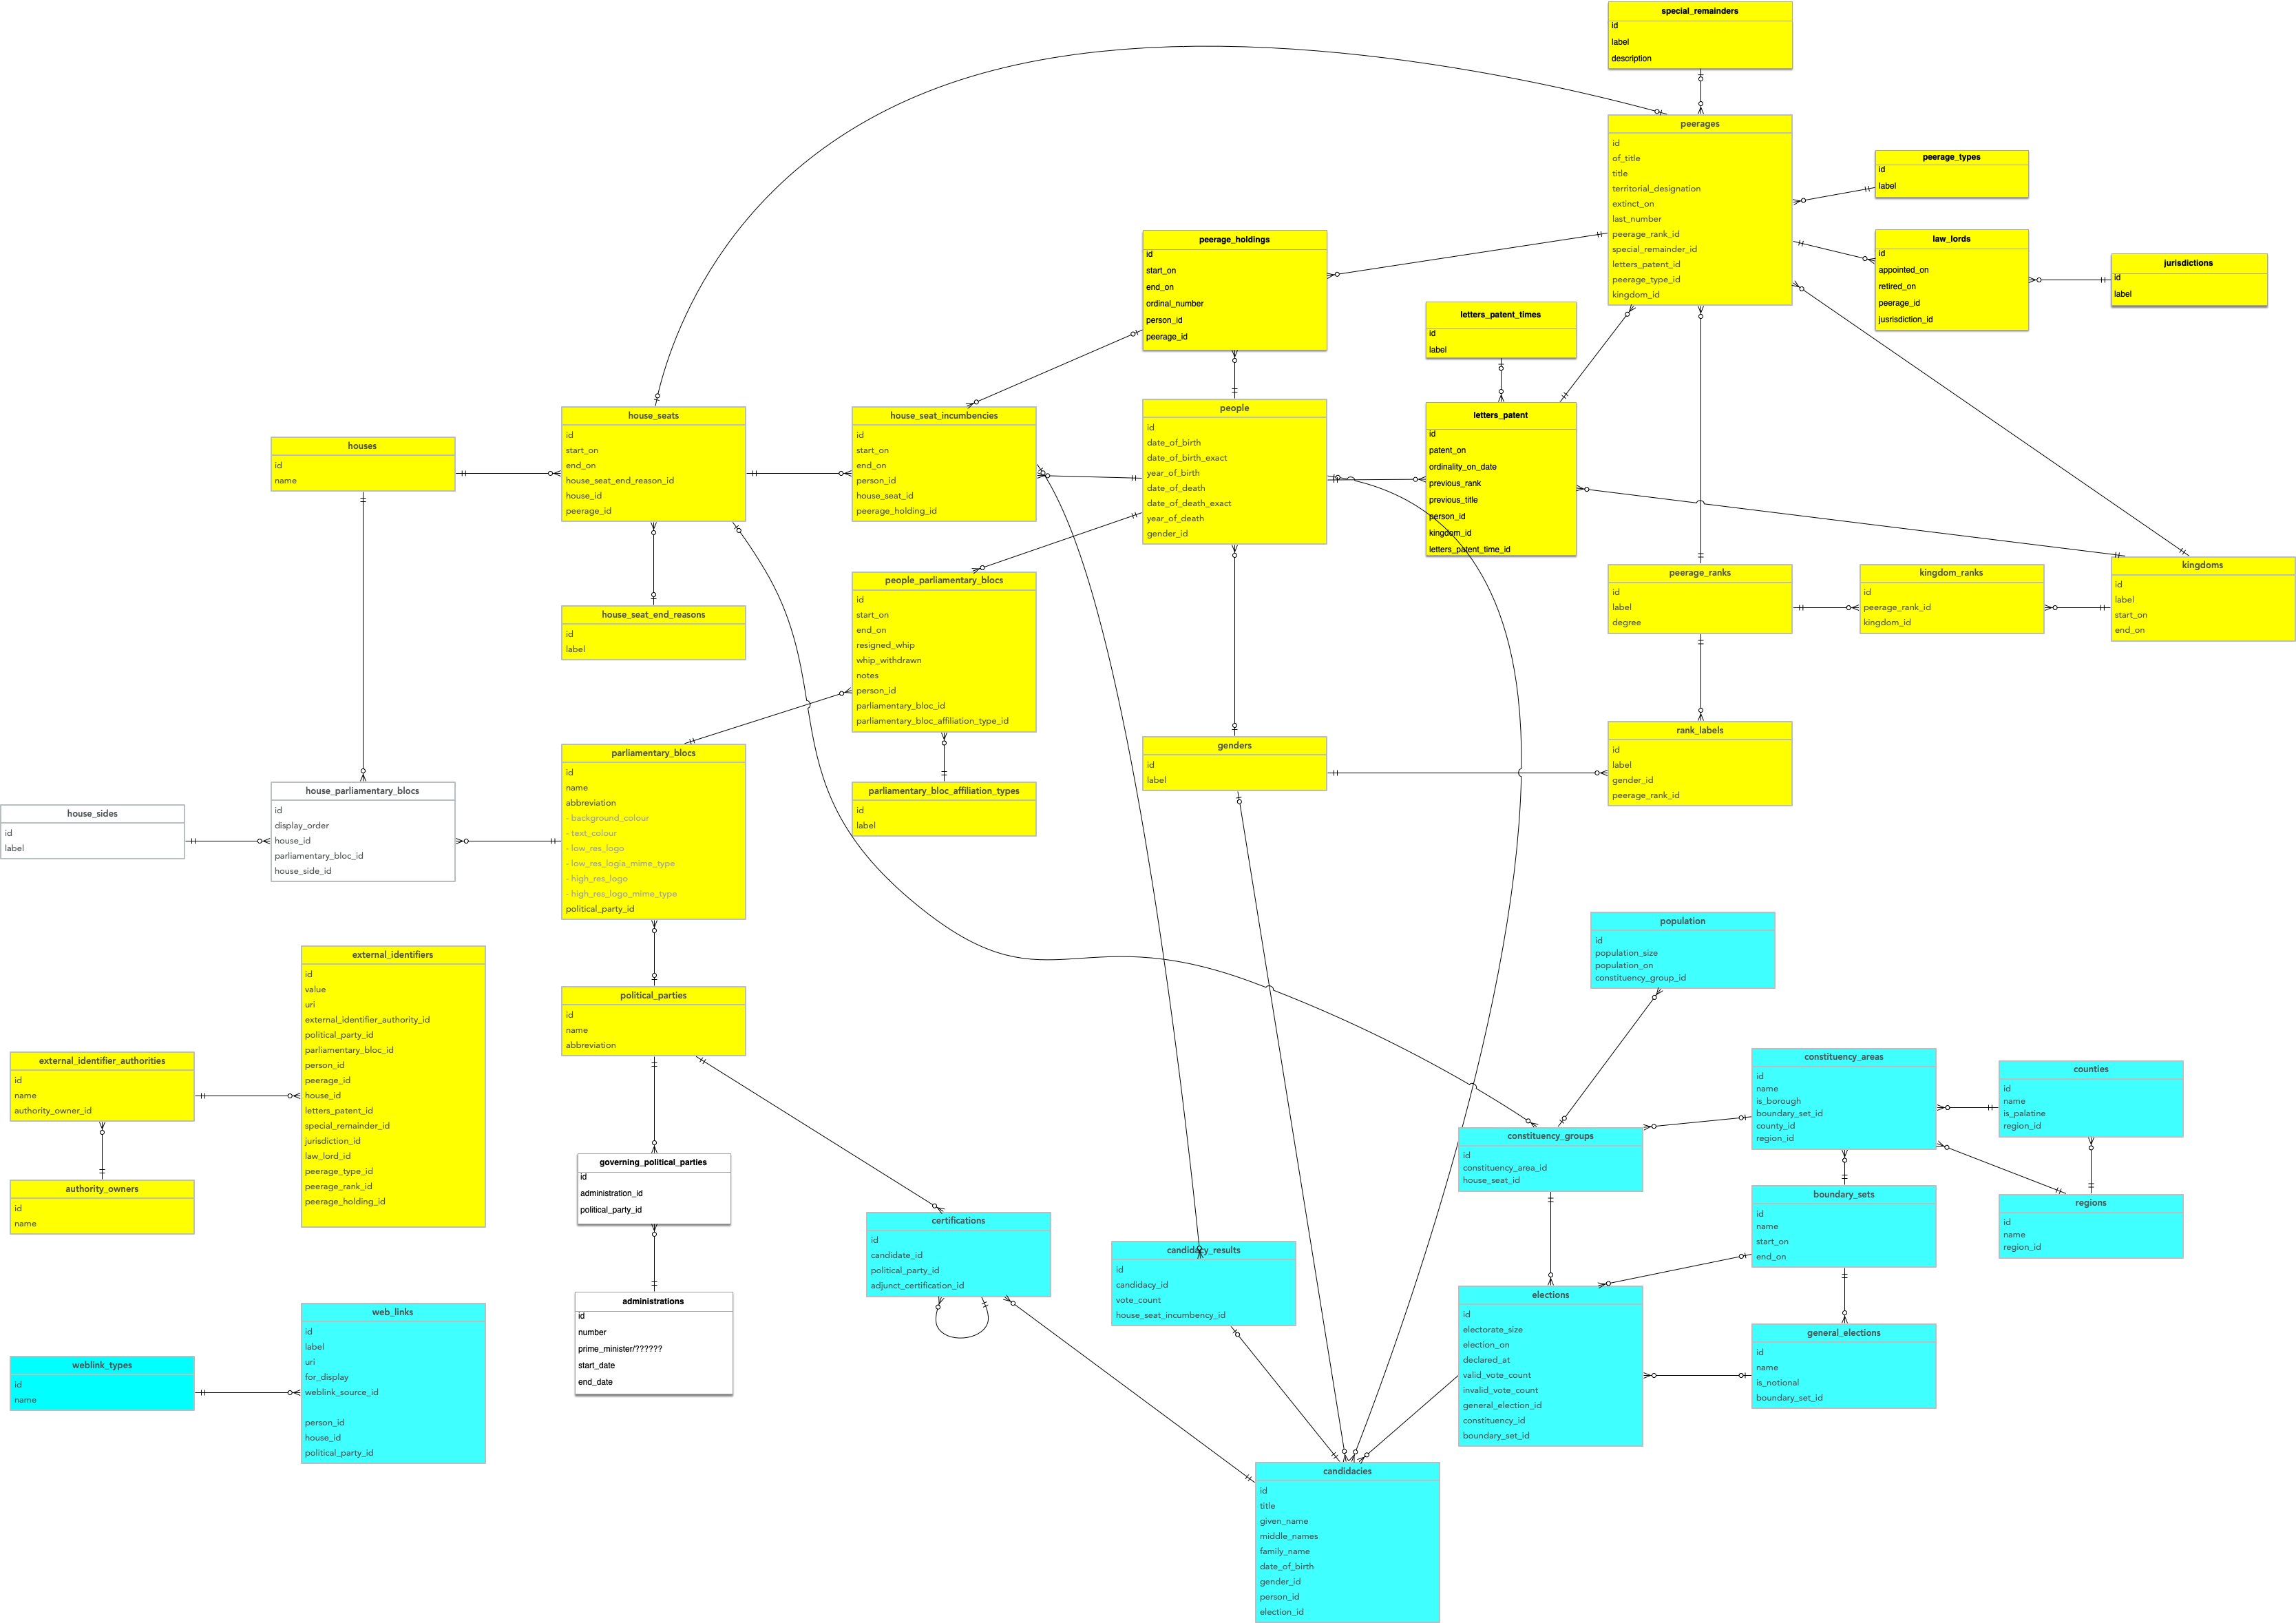 special_remainders
id
label
description
peerages
id
of_title
title
territorial_designation
extinct_on
last_number
peerage_rank_id
special_remainder_id
letters_patent_id
peerage_type_id
kingdom_id
peerage_types
id
label
law_lords
id
appointed_on
retired_on
peerage_id
jusrisdiction_id
jurisdictions
id
label
peerage_holdings
id
start_on
end_on
ordinal_number
person_id
peerage_id
letters_patent_times
id
label
house_seats
id
start_on
end_on
house_seat_end_reason_id
house_id
peerage_id
house_seat_incumbencies
id
start_on
end_on
person_id
house_seat_id
peerage_holding_id
people
id
date_of_birth
date_of_birth_exact
year_of_birth
date_of_death
date_of_death_exact
year_of_death
gender_id
letters_patent
id
patent_on
ordinality_on_date
previous_rank
previous_title
person_id
kingdom_id
letters_patent_time_id
houses
id
name
house_seat_end_reasons
id
label
people_parliamentary_blocs
id
start_on
end_on
resigned_whip
whip_withdrawn
notes
person_id
parliamentary_bloc_id
parliamentary_bloc_affiliation_type_id
peerage_ranks
id
label
degree
kingdom_ranks
id
peerage_rank_id
kingdom_id
kingdoms
id
label
start_on
end_on
rank_labels
id
label
gender_id
peerage_rank_id
genders
id
label
parliamentary_blocs
id
name
abbreviation
- background_colour
- text_colour
- low_res_logo
- low_res_logia_mime_type
- high_res_logo
- high_res_logo_mime_type
political_party_id
parliamentary_bloc_affiliation_types
id
label
house_parliamentary_blocs
id
display_order
house_id
parliamentary_bloc_id
house_side_id
house_sides
id
label
external_identifiers
id
value
uri
external_identifier_authority_id
political_party_id
parliamentary_bloc_id
person_id
peerage_id
house_id
letters_patent_id
special_remainder_id
jurisdiction_id
law_lord_id
peerage_type_id
peerage_rank_id
peerage_holding_id
political_parties
id
name
abbreviation
external_identifier_authorities
id
name
authority_owner_id
authority_owners
id
name
population
id
population_size
population_on
constituency_group_id
constituency_areas
id
name
is_borough
boundary_set_id
county_id
region_id
counties
id
name
is_palatine
region_id
constituency_groups
id
constituency_area_id
house_seat_id
boundary_sets
id
name
start_on
end_on
regions
id
name
region_id
governing_political_parties
id
administration_id
political_party_id
certifications
id
candidate_id
political_party_id
adjunct_certification_id
candidacy_results
id
candidacy_id
vote_count
house_seat_incumbency_id
administrations
id
number
prime_minister/??????
start_date
end_date
elections
id
electorate_size
election_on
declared_at
valid_vote_count
invalid_vote_count
general_election_id
constituency_id
boundary_set_id
general_elections
id
name
is_notional
boundary_set_id
web_links
id
label
uri
for_display
weblink_source_id
person_id
house_id
political_party_id
weblink_types
id
name
candidacies
id
title
given_name
middle_names
family_name
date_of_birth
gender_id
person_id
election_id